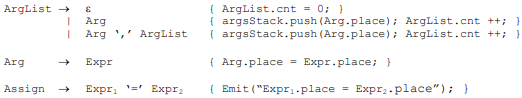 ArgList → ε { ArgList.cnt = 0; }
| Arg { argsStack.push(Arg.place); ArgList.cnt ++; }
| Arg ‘,’ ArgList { argsStack.push(Arg.place); ArgList.cnt ++; }
Arg → Expr { Arg.place = Expr.place; }
Assign → Expr₁ ‘=’ Expr₂ { Emit(“Expr₁.place = Expr₂.place”); }